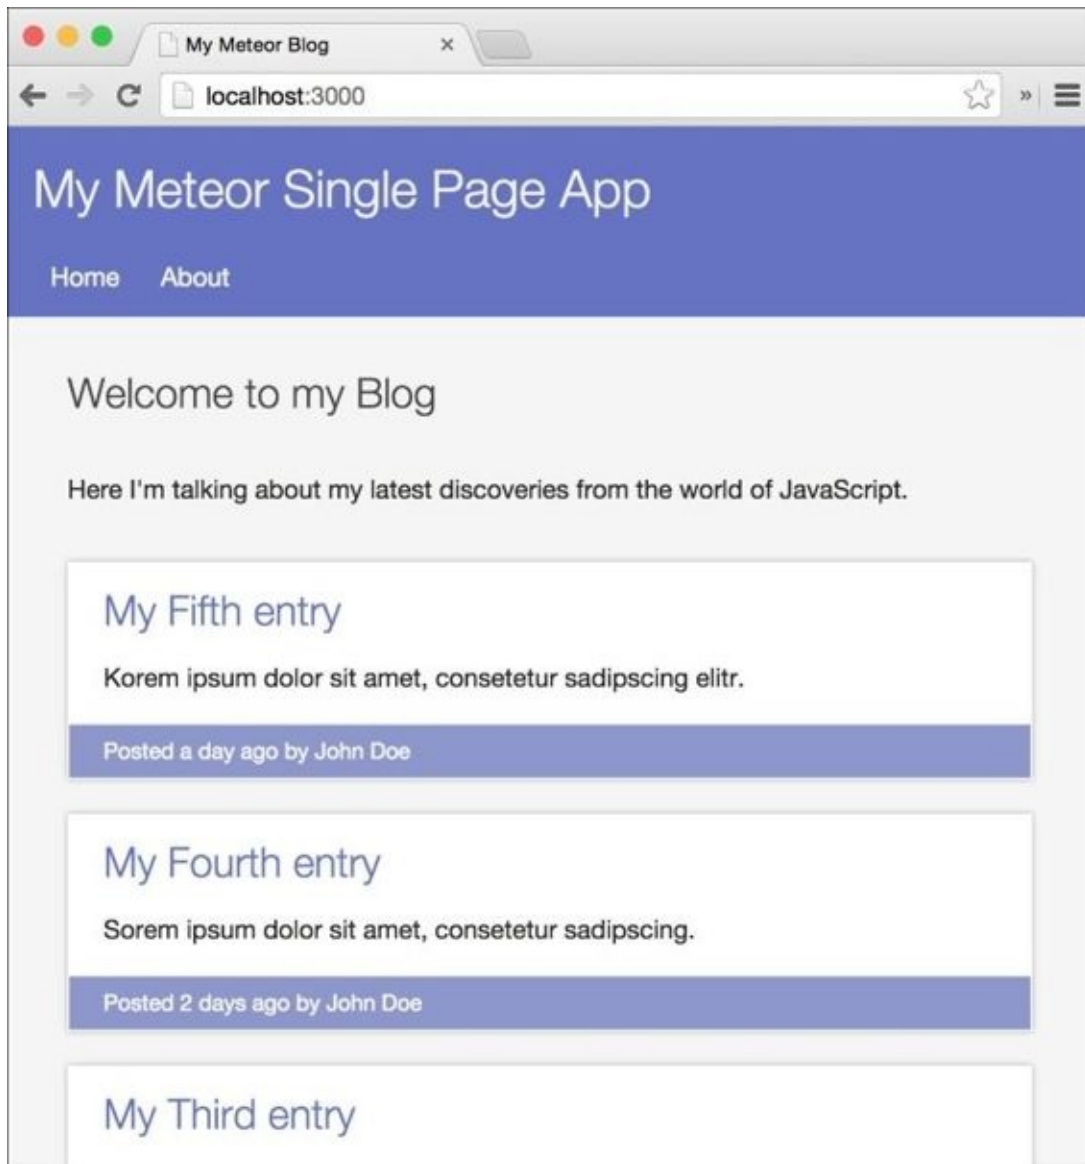 My Meteor Blog
localhost:3000
My Meteor Single Page App
Home About
Welcome to my Blog
Here I'm talking about my latest discoveries from the world of JavaScript.
My Fifth entry
Korem ipsum dolor sit amet, consetetur sadipscing elitr.
Posted a day ago by John Doe
My Fourth entry
Sorem ipsum dolor sit amet, consetetur sadipscing.
Posted 2 days ago by John Doe
My Third entry